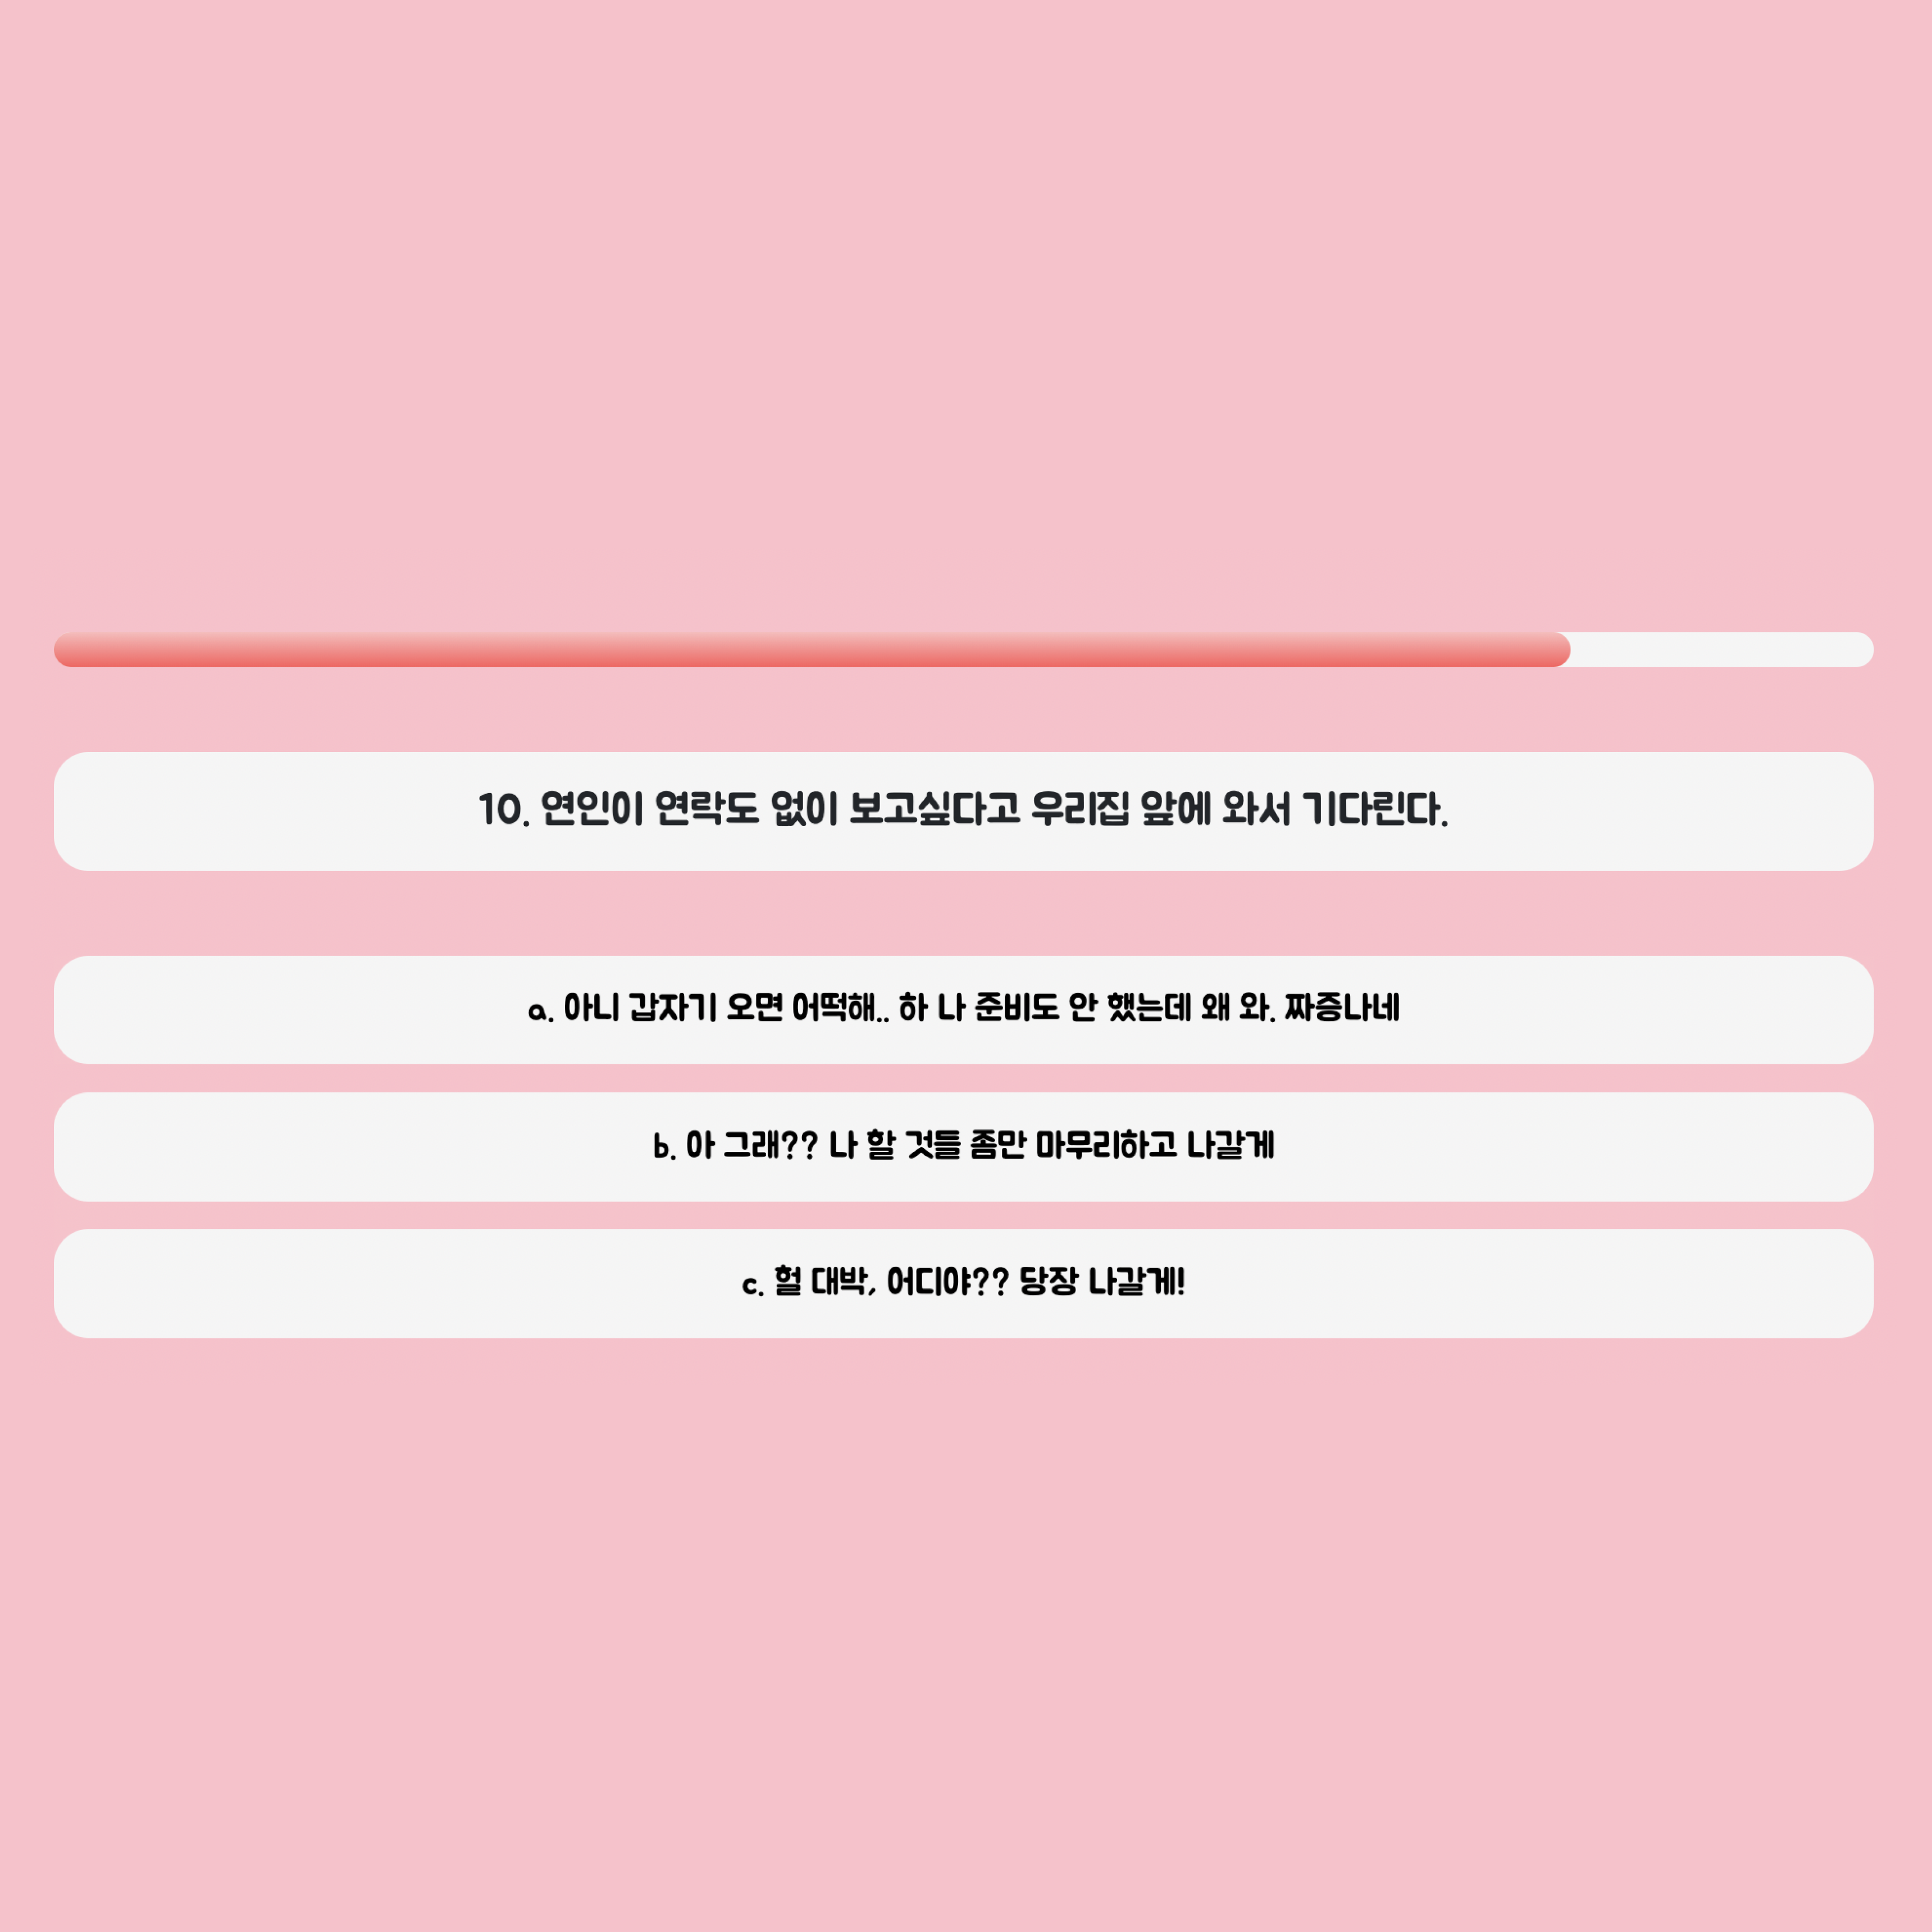 10. 연인이 연락도 없이 보고싶다고 우리집 앞에 와서 기다린다.
a. 아니 갑자기 오면 어떡해.. 하 나 준비도 안 했는데 왜 와. 짜증나네
b. 아 그래?? 나 할 것들 좀만 마무리하고 나갈게
c. 헐 대박, 어디야?? 당장 나갈게!